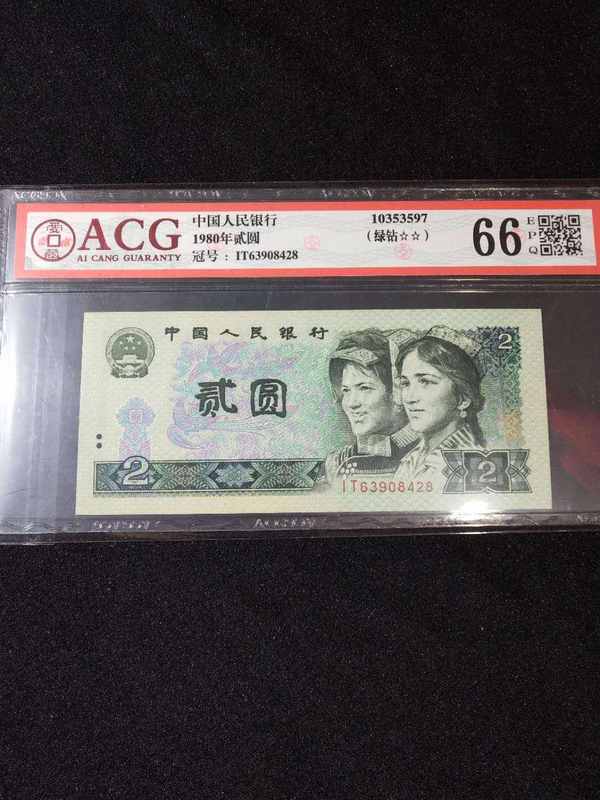 ACG
AI CANG GUARANTY
中国人民银行
1980年贰圆
冠号：IT63908428
10353597
（绿钻☆☆）
66
EPQ
中国人民银行
2
贰圆
2
IT63908428
2